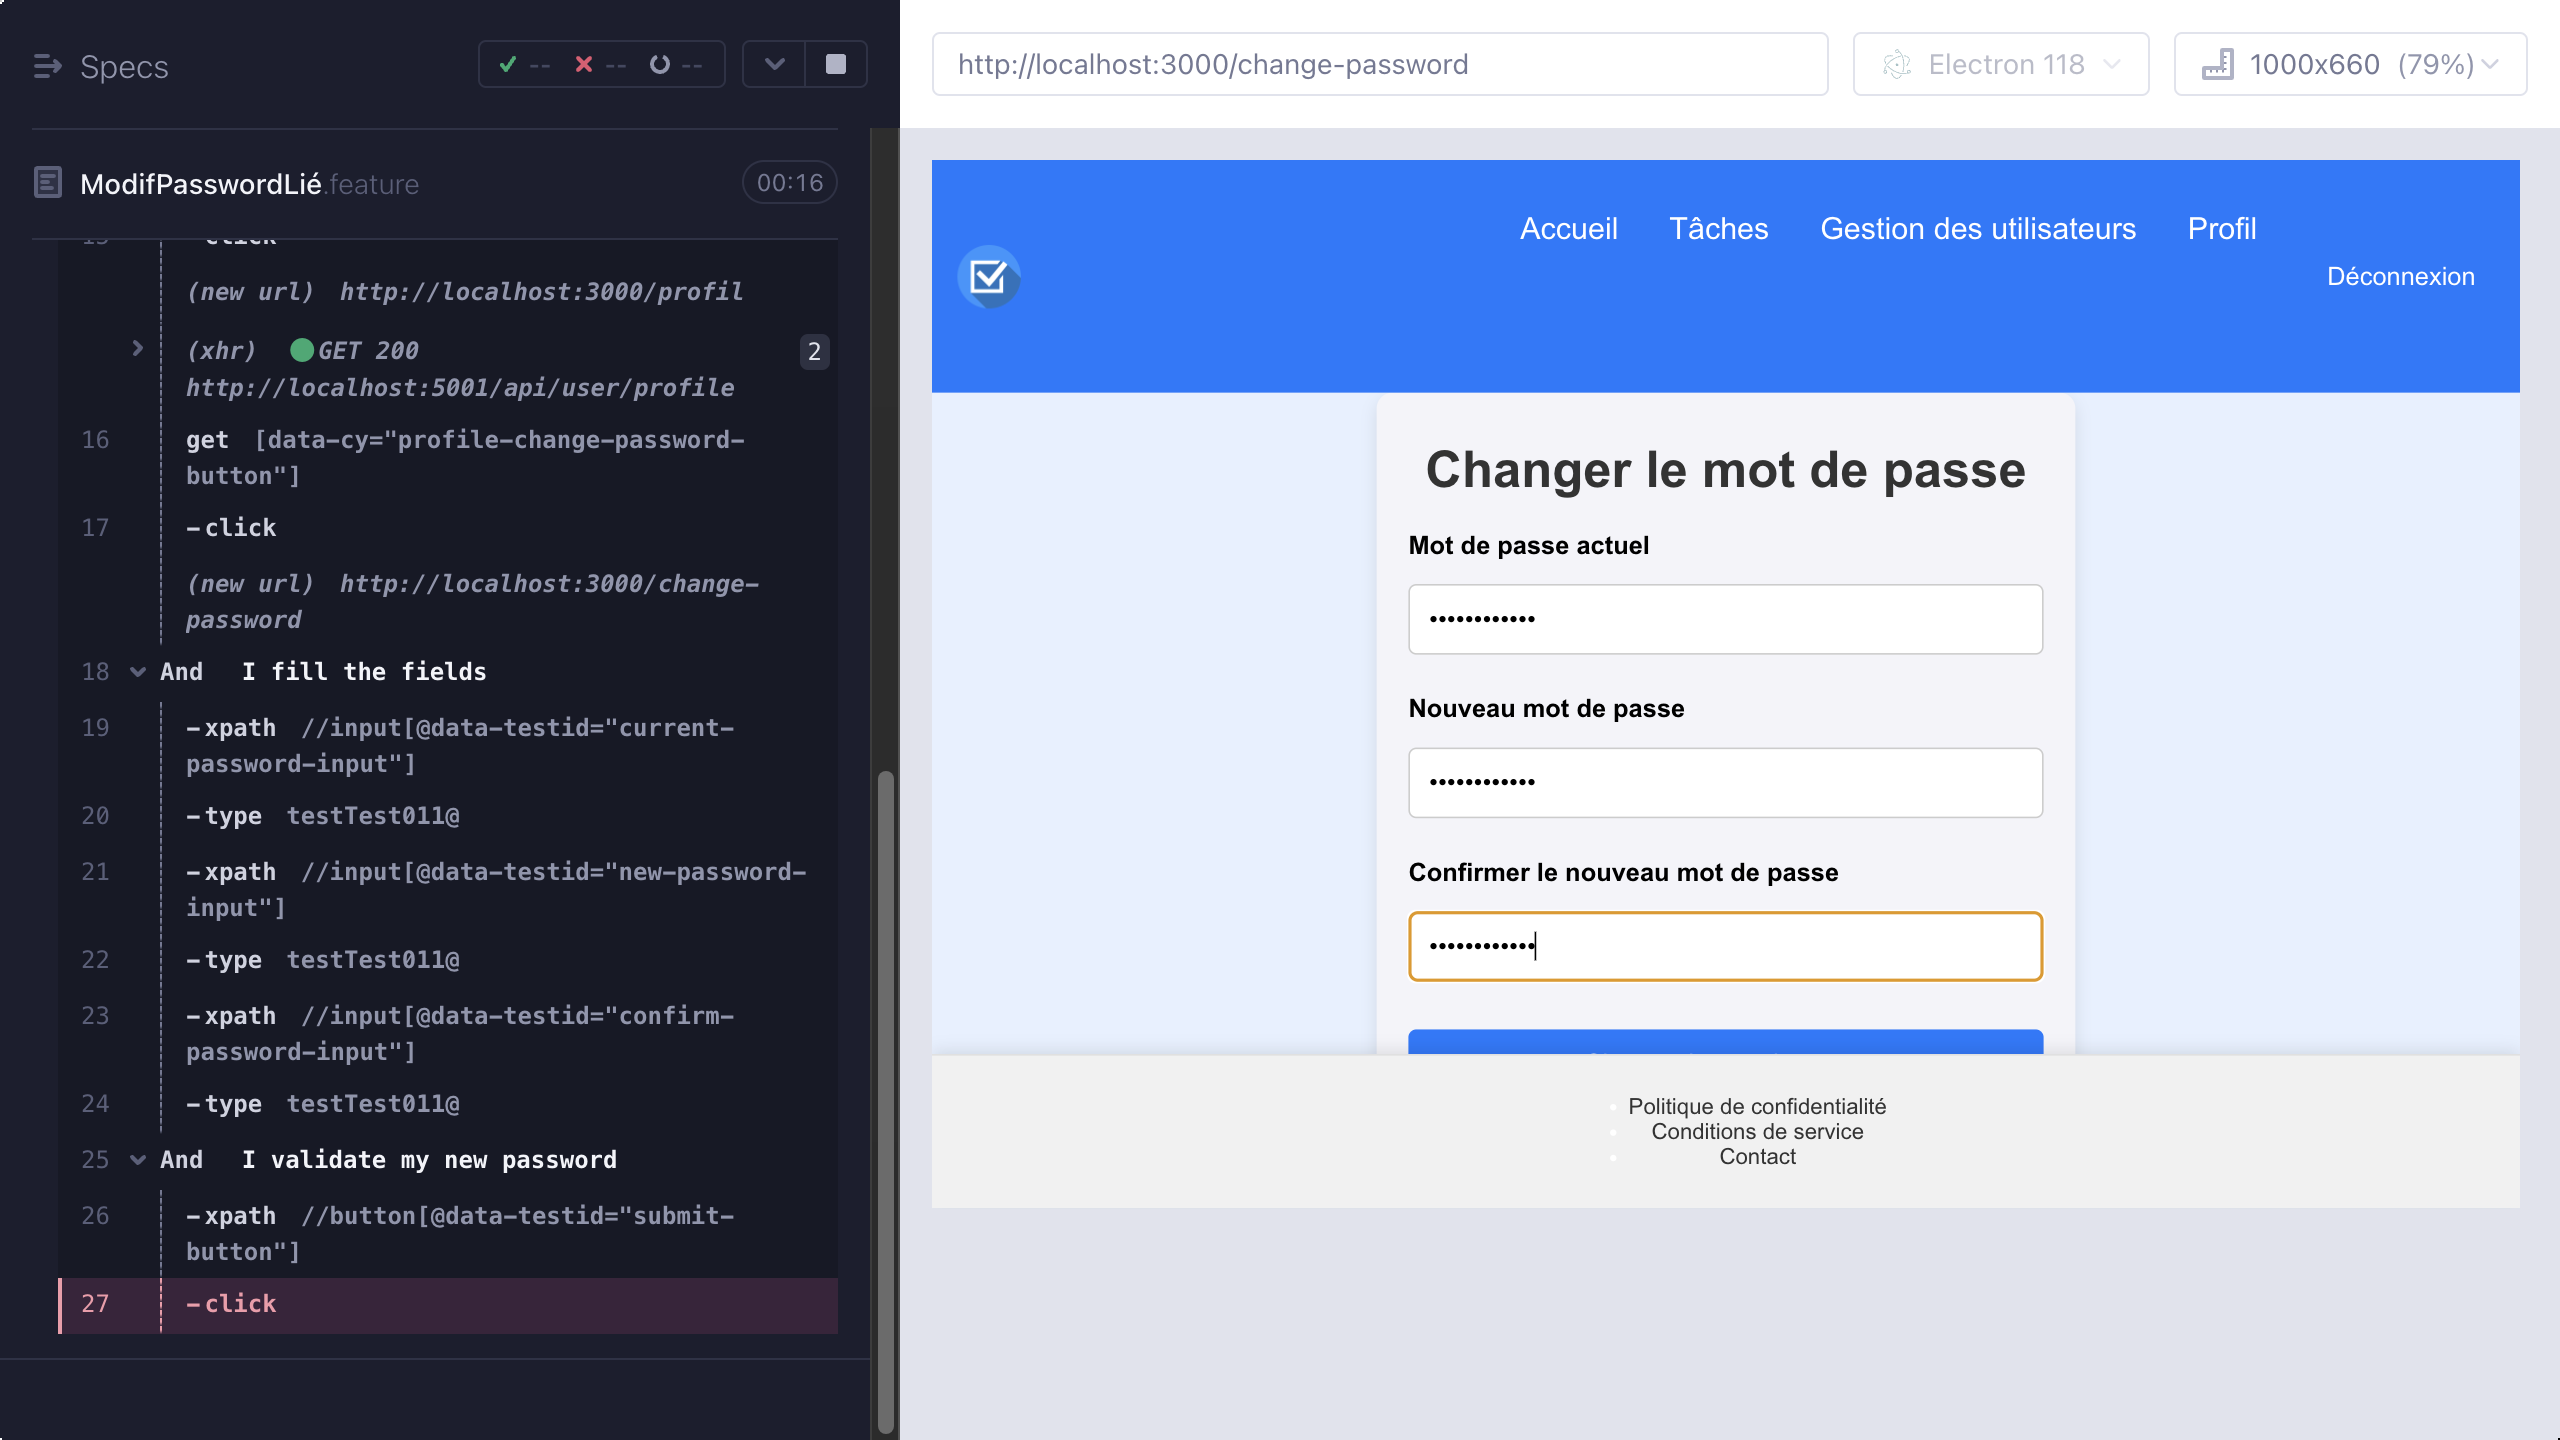 Specs
-- -- --
ModifPasswordLié.feature
00:16
(new url) http://localhost:3000/profil
(xhr) GET 200
2
http://localhost:5001/api/user/profile
16 get [data-cy="profile-change-password-
button"]
17 -click
(new url) http://localhost:3000/change-
password
18 And I fill the fields
19 -xpath //input[@data-testid="current-
password-input"]
20 -type testTest011@
21 -xpath //input[@data-testid="new-password-
input"]
22 -type testTest011@
23 -xpath //input[@data-testid="confirm-
password-input"]
24 -type testTest011@
25 And I validate my new password
26 -xpath //button[@data-testid="submit-
button"]
27 -click
http://localhost:3000/change-password
Electron 118
1000x660 (79%)
Accueil Tâches Gestion des utilisateurs Profil
Déconnexion
Changer le mot de passe
Mot de passe actuel
••••••••••••
Nouveau mot de passe
••••••••••••
Confirmer le nouveau mot de passe
••••••••••••
Politique de confidentialité
Conditions de service
Contact